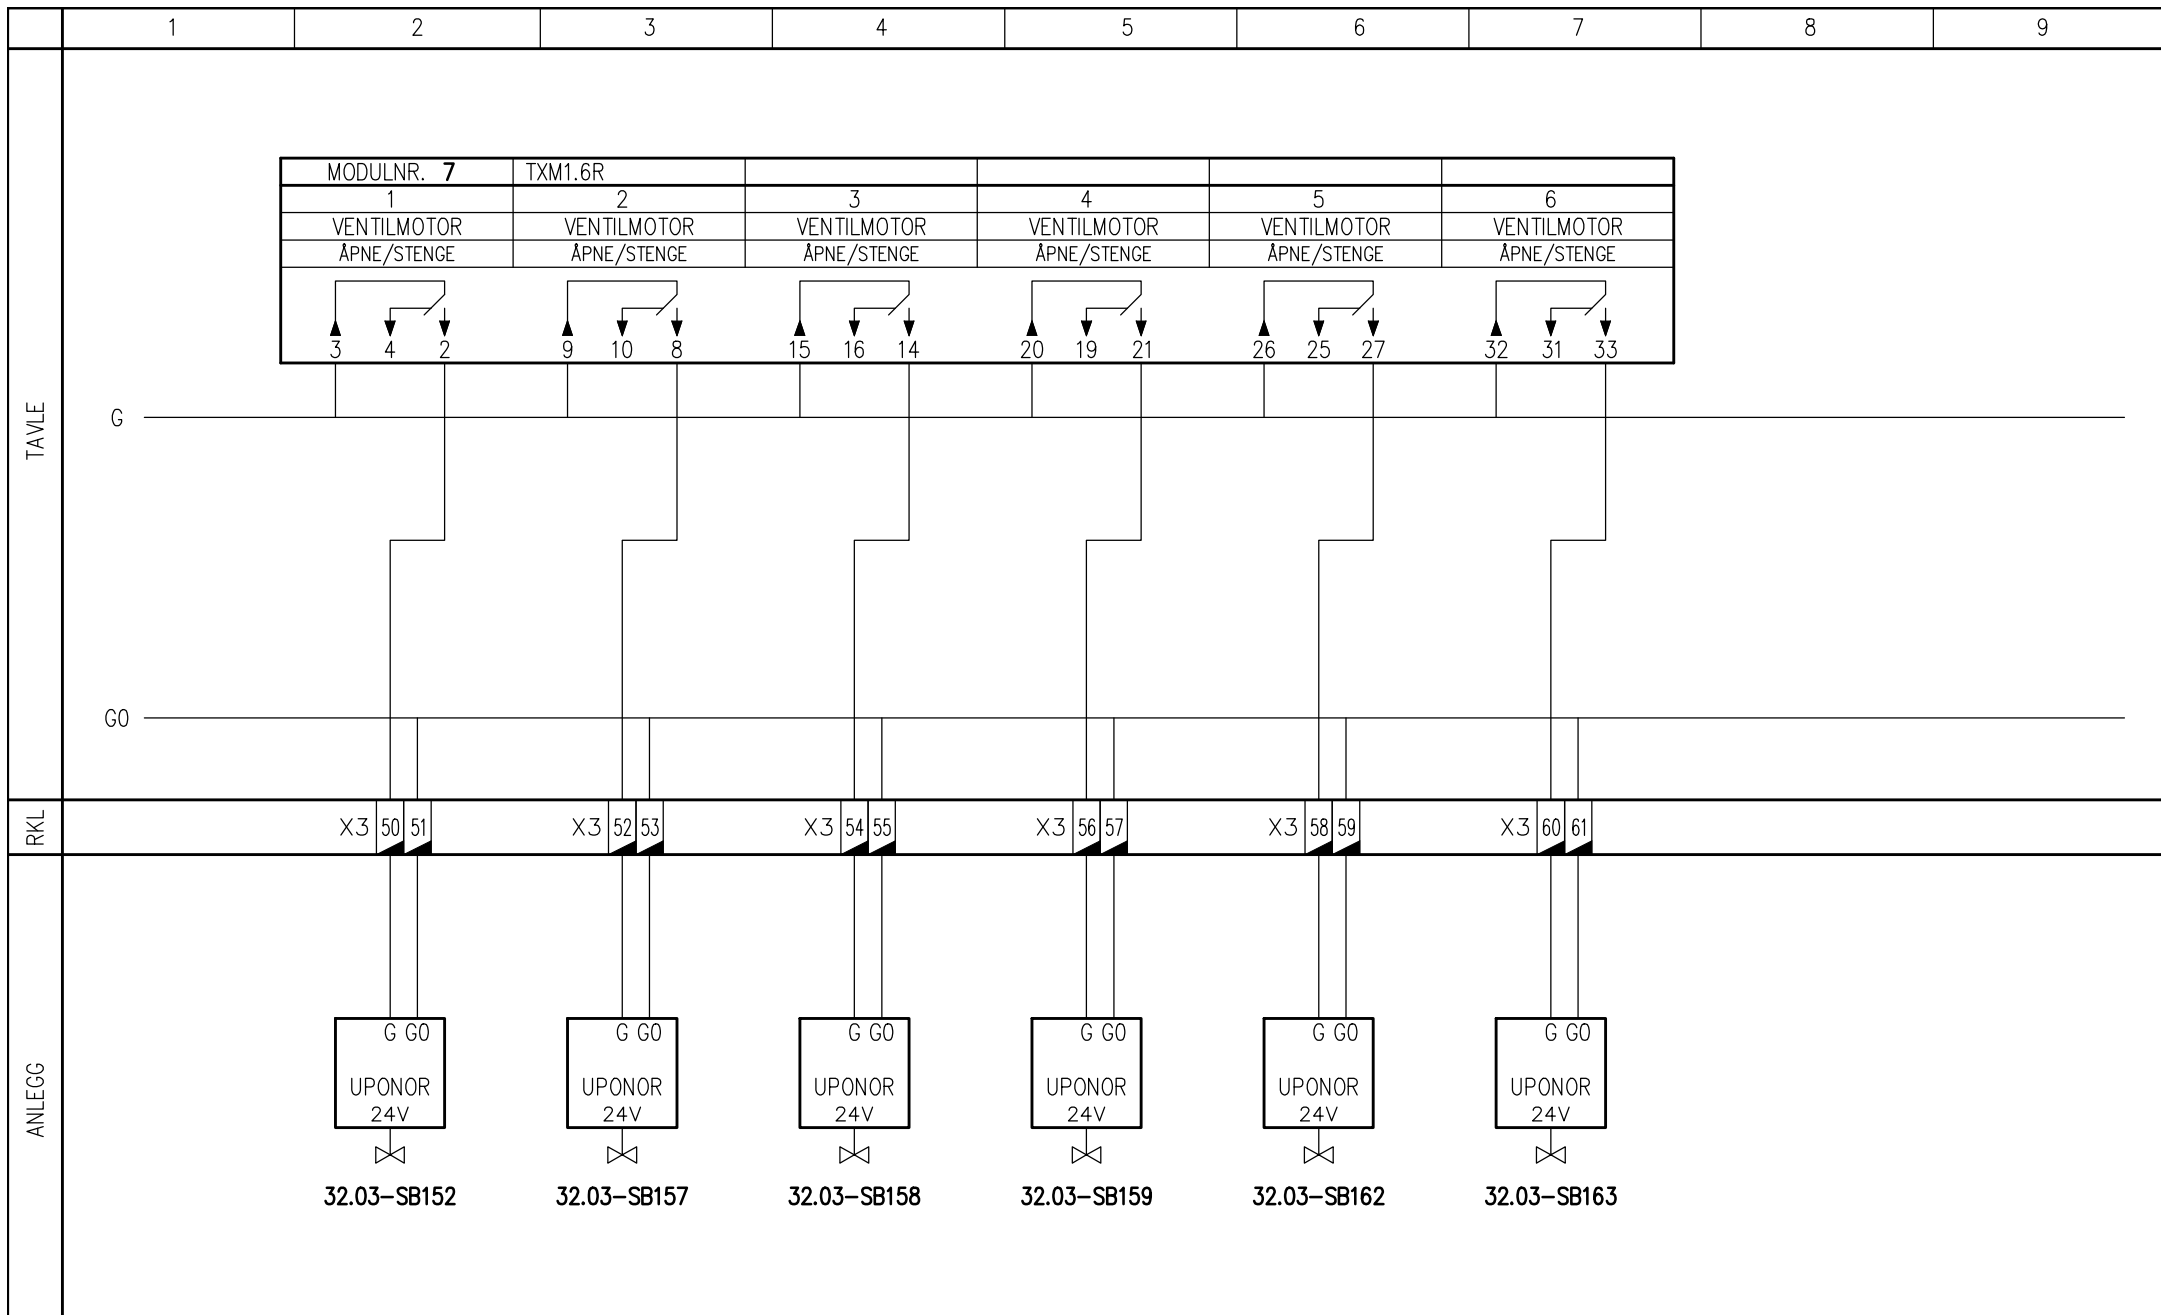 1 2 3 4 5 6 7 8 9
MODULNR. 7 TXM1.6R
1 2 3 4 5 6
VENTILMOTOR VENTILMOTOR VENTILMOTOR VENTILMOTOR VENTILMOTOR VENTILMOTOR
ÅPNE/STENGE ÅPNE/STENGE ÅPNE/STENGE ÅPNE/STENGE ÅPNE/STENGE ÅPNE/STENGE
3 4 2 9 10 8 15 16 14 20 19 21 26 25 27 32 31 33
TAVLE
G
G0
RKL
X3 50 51 X3 52 53 X3 54 55 X3 56 57 X3 58 59 X3 60 61
ANLEGG
G G0 G G0 G G0 G G0 G G0 G G0
UPONOR UPONOR UPONOR UPONOR UPONOR UPONOR
24V 24V 24V 24V 24V 24V
32.03-SB152 32.03-SB157 32.03-SB158 32.03-SB159 32.03-SB162 32.03-SB163